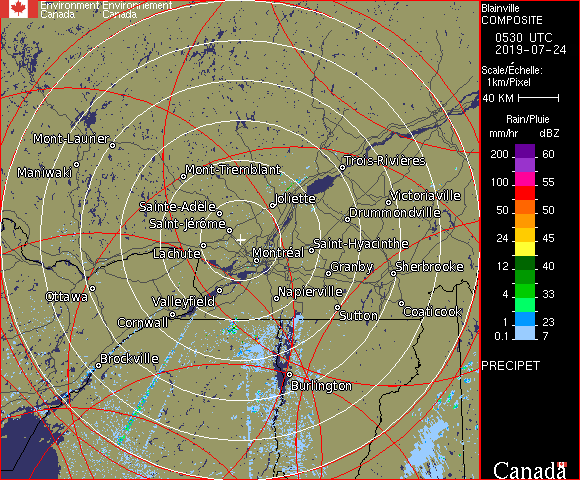 Environment Environnement
Canada Canada
Blainville
COMPOSITE
0530 UTC
2019-07-24
Scale/Échelle:
1km/Pixel
40 KM
Rain/Pluie
mm/hr dBZ
200 60
100 55
50 50
24 45
12 40
4 33
1 23
0.1 7
PRECIPET
Canada
Mont-Laurier
Maniwaki
Mont-Tremblant
Trois-Rivières
Joliette
Victoriaville
Sainte-Adèle
Drummondville
Saint-Jérôme
Saint-Hyacinthe
Lachute
Montréal
Granby
Sherbrooke
Ottawa
Valleyfield
Napierville
Cornwall
Sutton
Coaticook
Brockville
Burlington